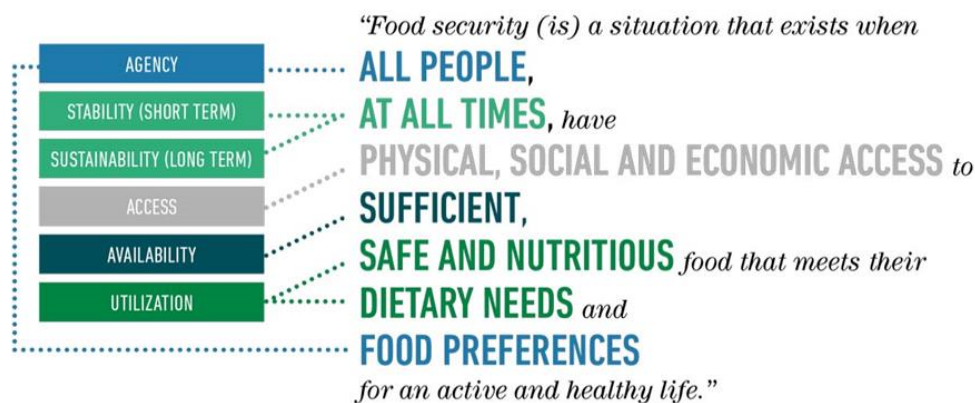 “Food security (is) a situation that exists when
AGENCY
ALL PEOPLE,
STABILITY (SHORT TERM)
AT ALL TIMES, have
SUSTAINABILITY (LONG TERM)
PHYSICAL, SOCIAL AND ECONOMIC ACCESS to
ACCESS
SUFFICIENT,
AVAILABILITY
SAFE AND NUTRITIOUS food that meets their
UTILIZATION
DIETARY NEEDS and
FOOD PREFERENCES
for an active and healthy life.”